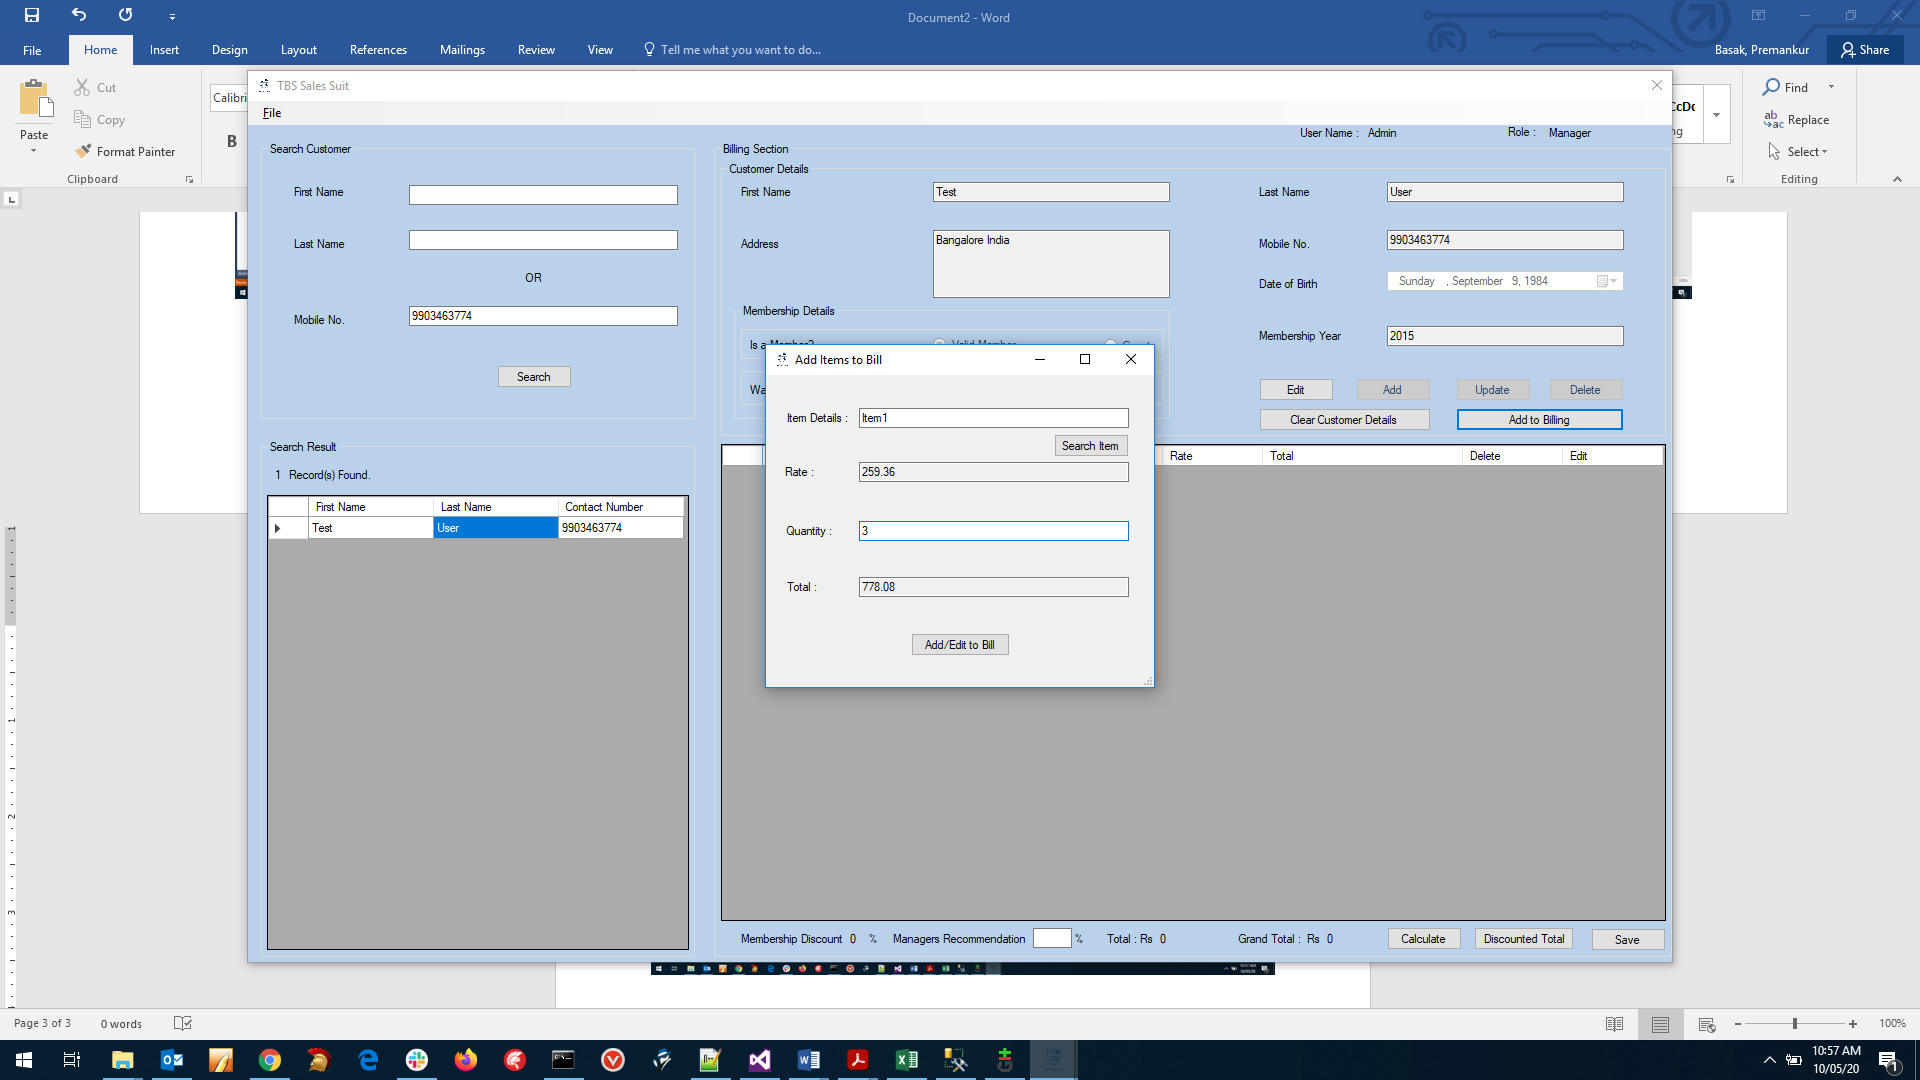 Document2 - Word
File Home Insert Design Layout References Mailings Review View Tell me what you want to do... Basak, Premankur Share
Paste
Cut
Copy
Format Painter
Clipboard
Calibri
B
Find
Replace
Select
Editing
TBS Sales Suit
File
User Name : Admin Role : Manager
Search Customer
First Name
Last Name
OR
Mobile No. 9903463774
Search
Search Result
1 Record(s) Found.
First Name Last Name Contact Number
Test User 9903463774
Billing Section
Customer Details
First Name Test Last Name User
Address Bangalore India Mobile No. 9903463774
Date of Birth Sunday , September 9, 1984
Membership Details
Membership Year 2015
Edit Add Update Delete
Clear Customer Details Add to Billing
Rate Total Delete Edit
Add Items to Bill
Item Details : Item1
Search Item
Rate : 259.36
Quantity : 3
Total : 778.08
Add/Edit to Bill
Membership Discount 0 % Managers Recommendation % Total : Rs 0 Grand Total : Rs 0 Calculate Discounted Total Save
Page 3 of 3 0 words 100%
10:57 AM
10/05/20
1